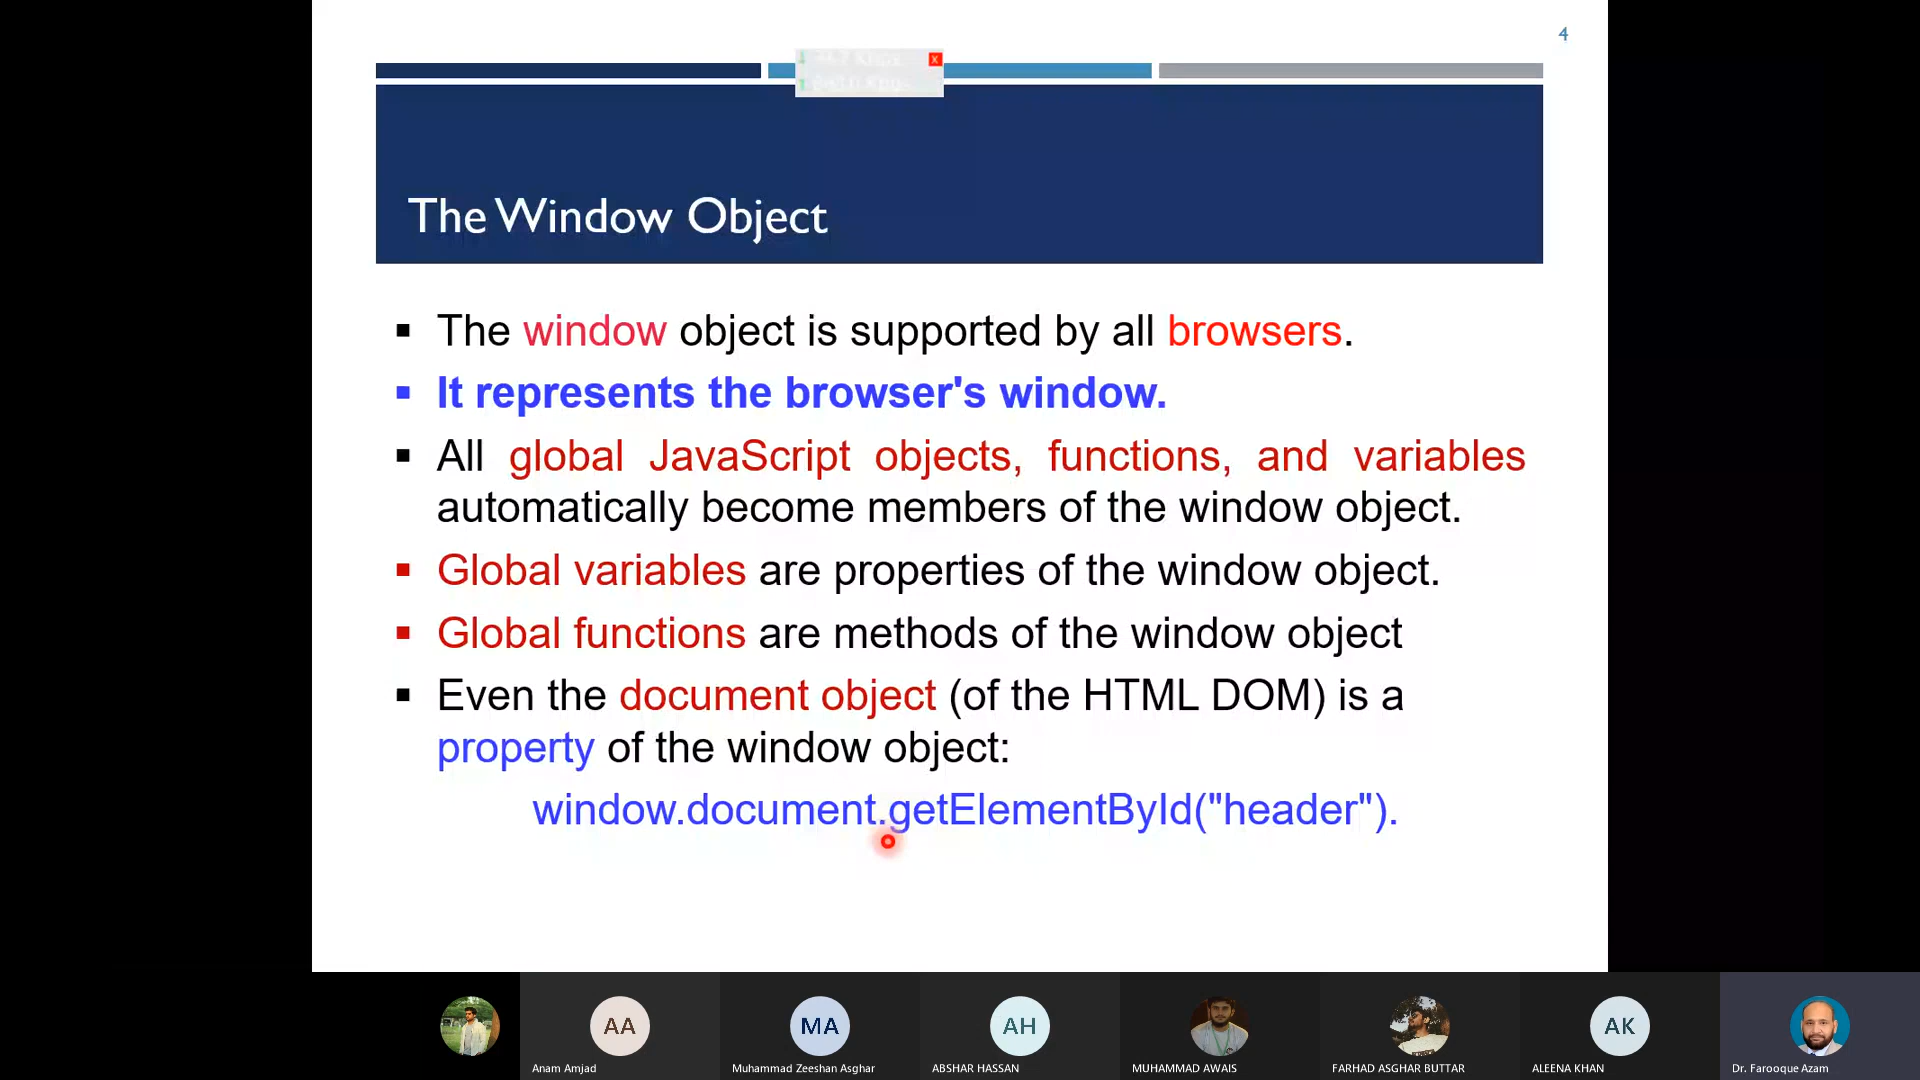 4
The Window Object
▪ The window object is supported by all browsers.
▪ It represents the browser's window.
▪ All global JavaScript objects, functions, and variables
automatically become members of the window object.
▪ Global variables are properties of the window object.
▪ Global functions are methods of the window object
▪ Even the document object (of the HTML DOM) is a
property of the window object:
window.document.getElementById("header").
AA
MA
AH
AK
Anam Amjad
Muhammad Zeeshan Asghar
ABSHAR HASSAN
MUHAMMAD AWAIS
FARHAD ASGHAR BUTTAR
ALEENA KHAN
Dr. Farooque Azam